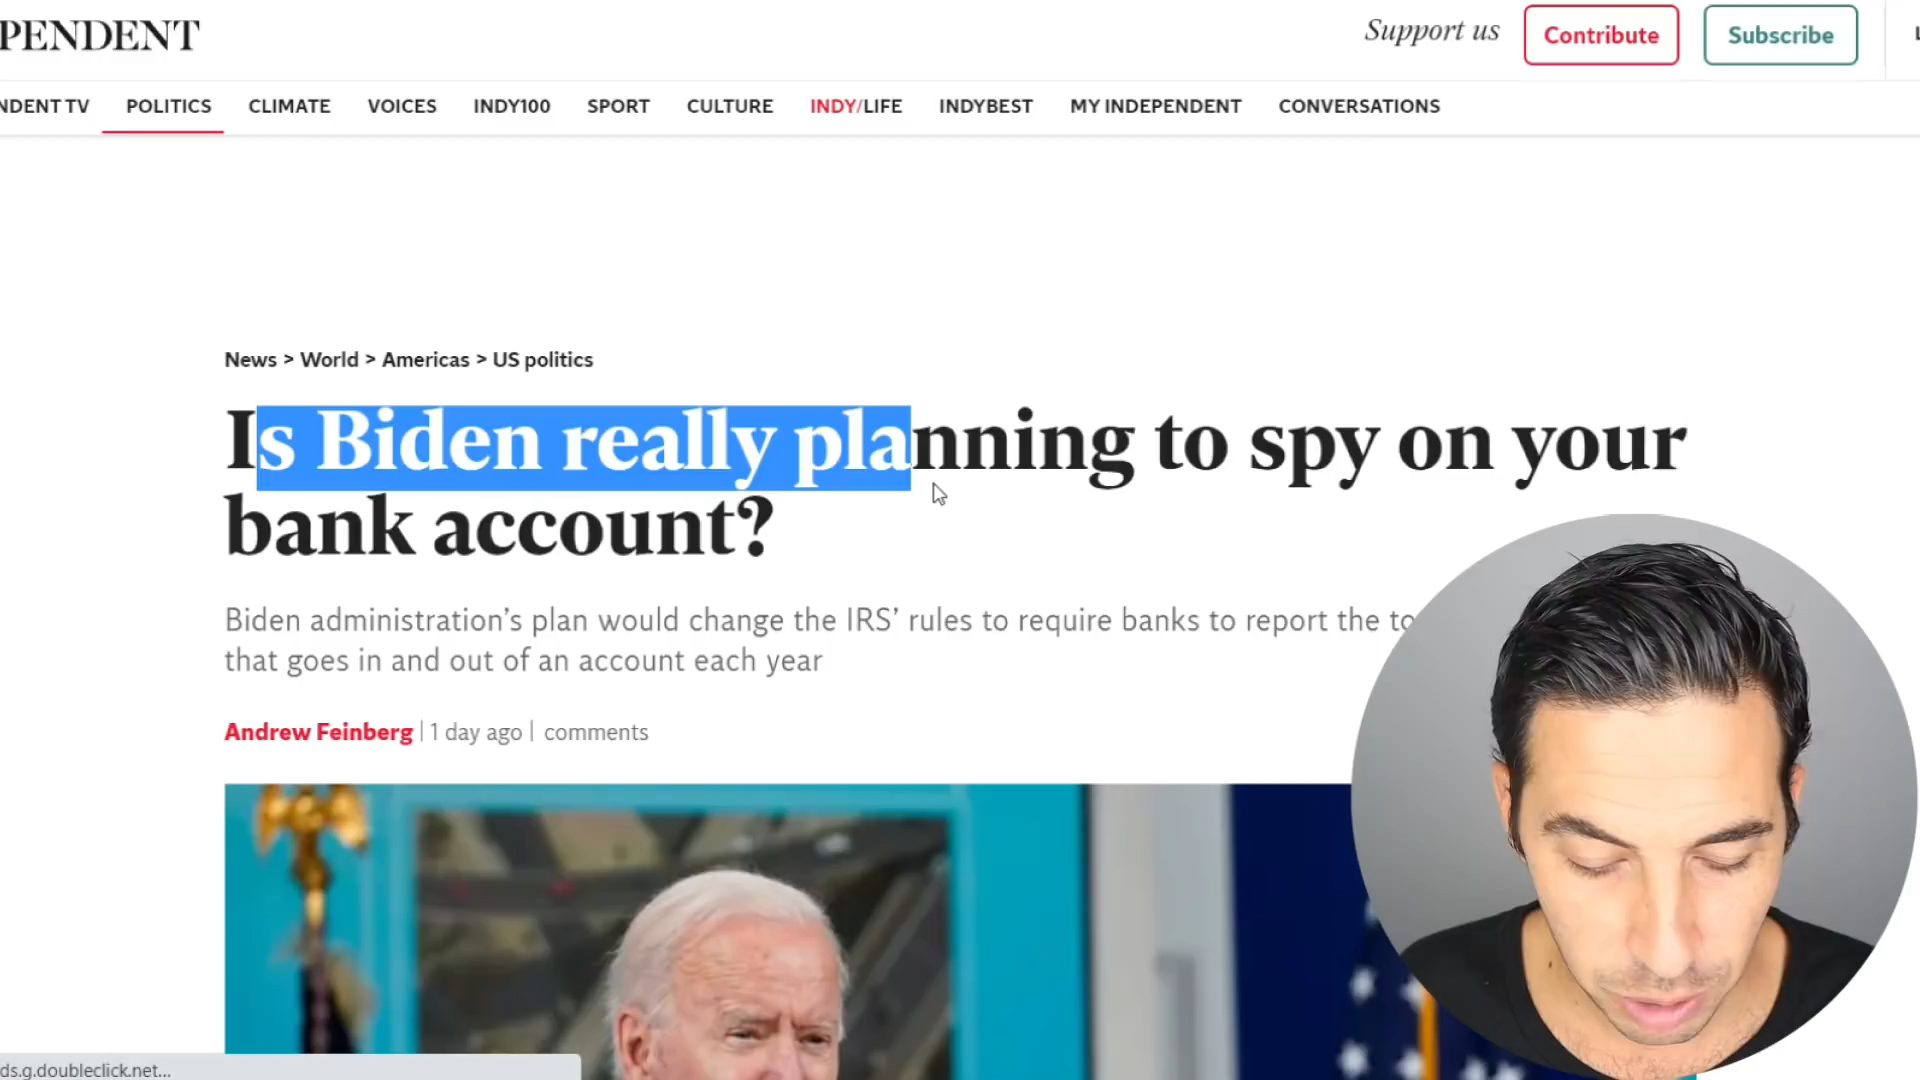 PENDENT
Support us
Contribute
Subscribe
NDENT TV
POLITICS
CLIMATE
VOICES
INDY100
SPORT
CULTURE
INDY/LIFE
INDYBEST
MY INDEPENDENT
CONVERSATIONS
News > World > Americas > US politics
Is Biden really planning to spy on your
bank account?
Biden administration’s plan would change the IRS’ rules to require banks to report the to
that goes in and out of an account each year
Andrew Feinberg | 1 day ago | comments
ds.g.doubleclick.net...